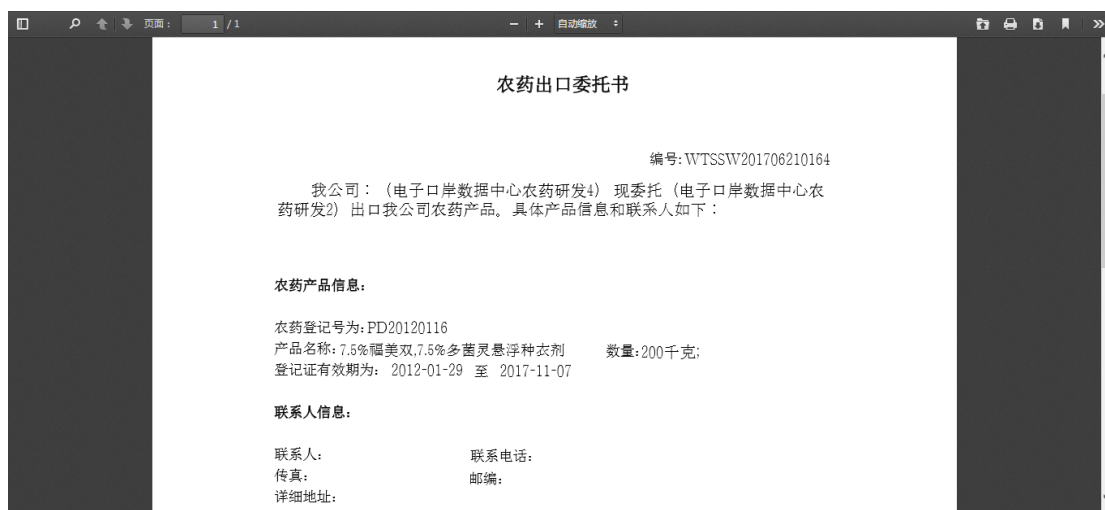 页面： 1 / 1 自动缩放
农药出口委托书
编号:WTSSW201706210164
我公司：（电子口岸数据中心农药研发4）现委托（电子口岸数据中心农
药研发2）出口我公司农药产品。具体产品信息和联系人如下：
农药产品信息:
农药登记号为:PD20120116
产品名称:7.5%福美双,7.5%多菌灵悬浮种衣剂 数量:200千克;
登记证有效期为: 2012-01-29 至 2017-11-07
联系人信息:
联系人: 联系电话:
传真: 邮编:
详细地址: